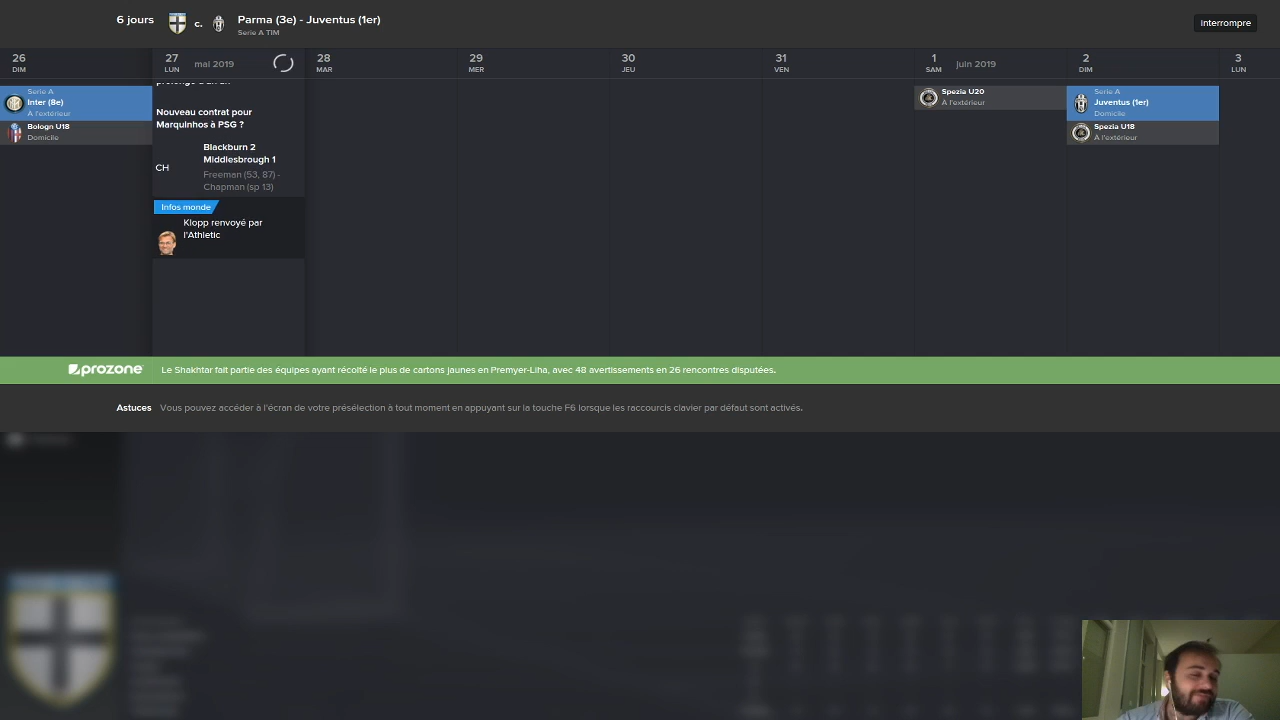 6 jours
c.
Parma (3e) - Juventus (1er)
Serie A TIM
Interrompre
26
DIM
27
LUN
mai 2019
28
MAR
29
MER
30
JEU
31
VEN
1
SAM
juin 2019
2
DIM
3
LUN
Serie A
Inter (8e)
À l'extérieur
Bologn U18
Domicile
Nouveau contrat pour
Marquinhos à PSG ?
CH
Blackburn 2
Middlesbrough 1
Freeman (53, 87) -
Chapman (sp 13)
Infos monde
Klopp renvoyé par
l'Athletic
Spezia U20
À l'extérieur
Serie A
Juventus (1er)
Domicile
Spezia U18
À l'extérieur
prozone
Le Shakhtar fait partie des équipes ayant récolté le plus de cartons jaunes en Premyer-Liha, avec 48 avertissements en 26 rencontres disputées.
Astuces
Vous pouvez accéder à l'écran de votre présélection à tout moment en appuyant sur la touche F6 lorsque les raccourcis clavier par défaut sont activés.